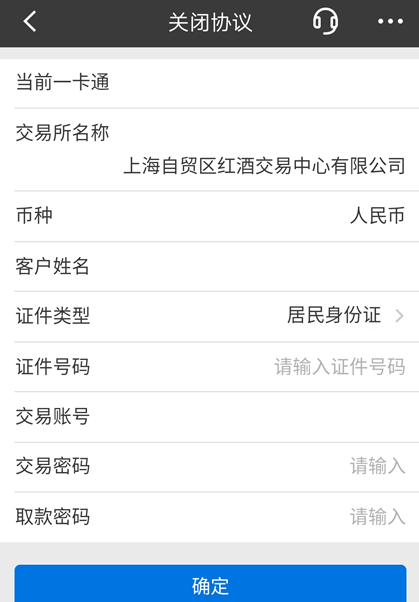 关闭协议
当前一卡通
交易所名称
上海自贸区红酒交易中心有限公司
币种 人民币
客户姓名
证件类型 居民身份证
证件号码 请输入证件号码
交易账号
交易密码 请输入
取款密码 请输入
确定